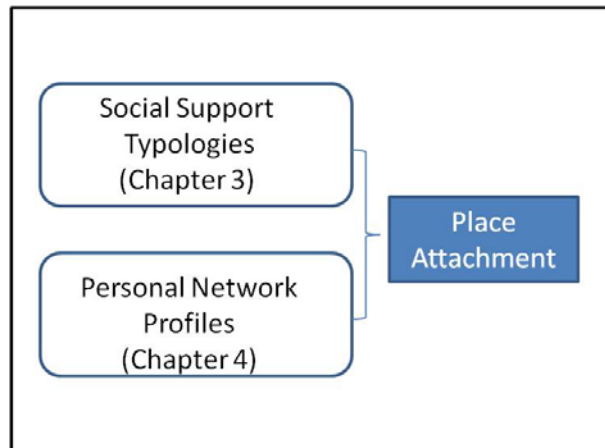 Social Support
Typologies
(Chapter 3)
Personal Network
Profiles
(Chapter 4)
Place
Attachment